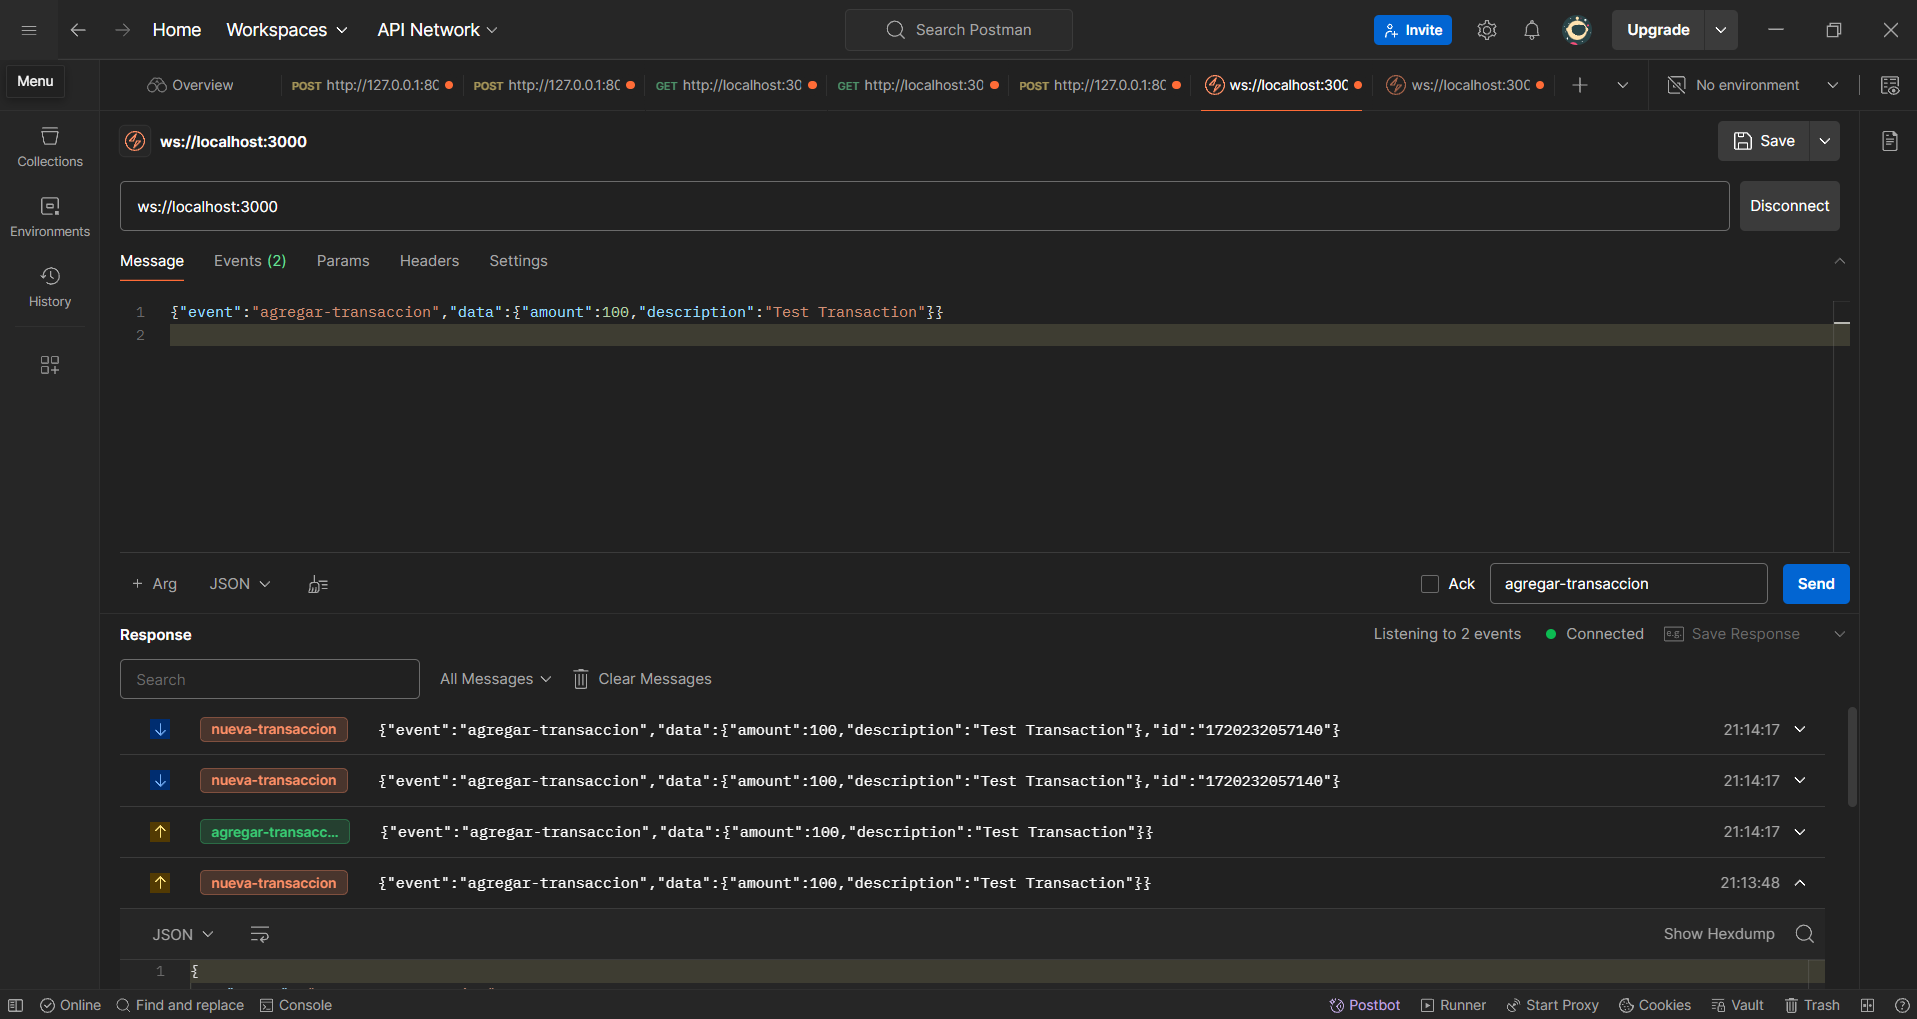 Home Workspaces API Network Search Postman Invite Upgrade
Menu
Overview POST http://127.0.0.1:80 POST http://127.0.0.1:80 GET http://localhost:300 GET http://localhost:300 POST http://127.0.0.1:80 ws://localhost:300 ws://localhost:300 No environment
Collections
Environments
History
ws://localhost:3000 Save
ws://localhost:3000 Disconnect
Message Events (2) Params Headers Settings
1 {"event":"agregar-transaccion","data":{"amount":100,"description":"Test Transaction"}}
2
+ Arg JSON Ack agregar-transaccion Send
Response Listening to 2 events Connected e.g. Save Response
Search All Messages Clear Messages
nueva-transaccion {"event":"agregar-transaccion","data":{"amount":100,"description":"Test Transaction"},"id":"1720232057140"} 21:14:17
nueva-transaccion {"event":"agregar-transaccion","data":{"amount":100,"description":"Test Transaction"},"id":"1720232057140"} 21:14:17
agregar-transacc... {"event":"agregar-transaccion","data":{"amount":100,"description":"Test Transaction"}} 21:14:17
nueva-transaccion {"event":"agregar-transaccion","data":{"amount":100,"description":"Test Transaction"}} 21:13:48
JSON Show Hexdump
1 {
Online Find and replace Console Postbot Runner Start Proxy Cookies Vault Trash